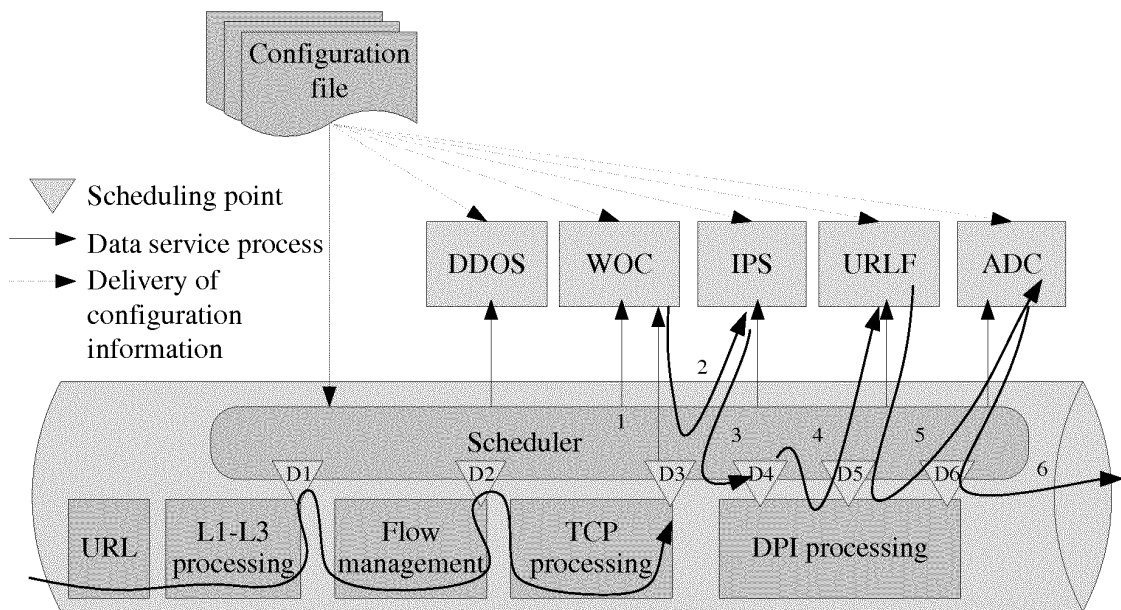 Configuration
file
Scheduling point
Data service process
Delivery of
configuration
information
DDOS
WOC
IPS
URLF
ADC
2
1
Scheduler
3
4
5
6
D1
D2
D3
D4
D5
D6
URL
L1-L3
processing
Flow
management
TCP
processing
DPI processing